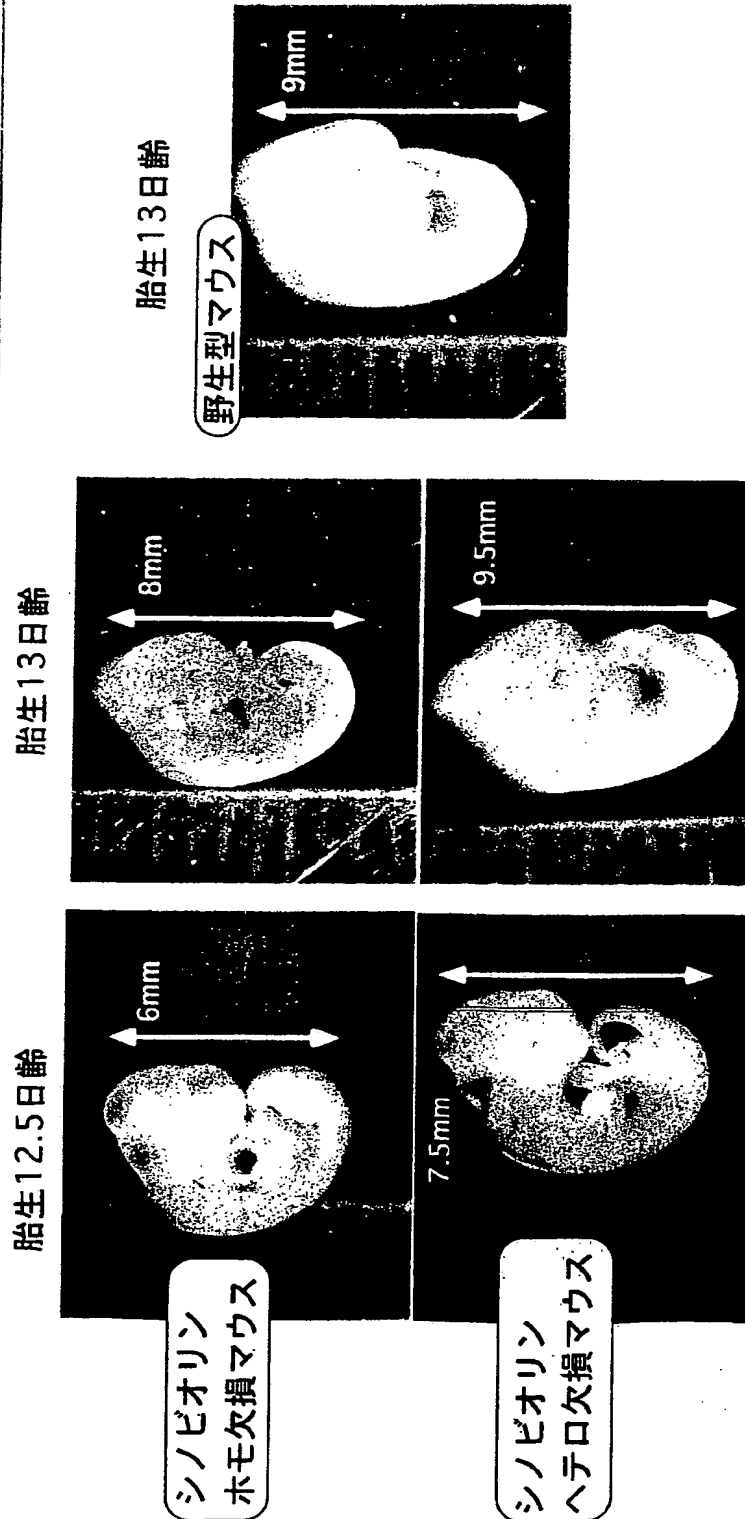 胎生12.5日齢
胎生13日齢
胎生13日齢
シノビオリン
ホモ欠損マウス
6mm
8mm
野生型マウス
9mm
シノビオリン
ヘテロ欠損マウス
7.5mm
9.5mm